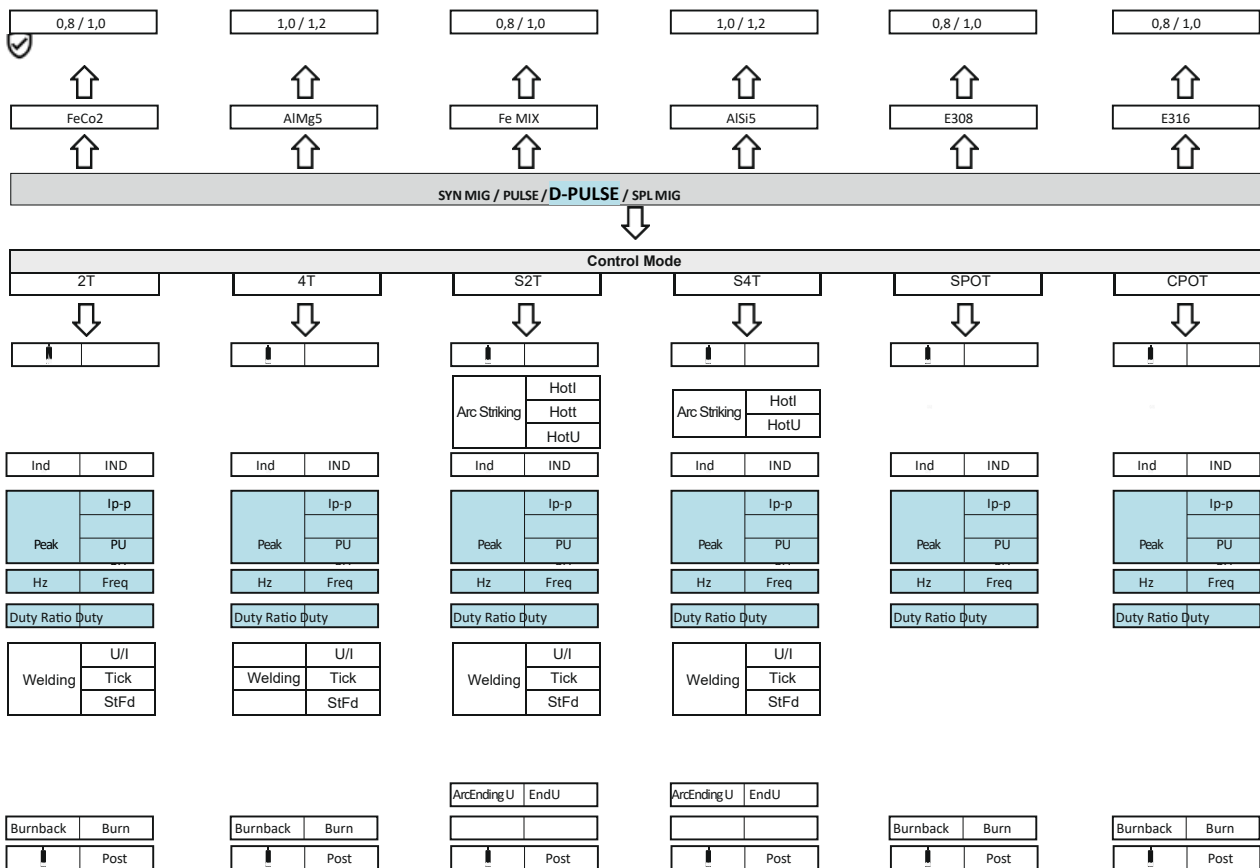 0,8 / 1,0 1,0 / 1,2 0,8 / 1,0 1,0 / 1,2 0,8 / 1,0 0,8 / 1,0
FeCo2 AlMg5 Fe MIX AlSi5 E308 E316
SYN MIG / PULSE / D-PULSE / SPL MIG
Control Mode
2T 4T S2T S4T SPOT CPOT
HotI
Arc Striking Hott
HotU
HotI
Arc Striking
HotU
Ind IND Ind IND Ind IND Ind IND Ind IND Ind IND
Ip-p Ip-p Ip-p Ip-p Ip-p Ip-p
Peak PU Peak PU Peak PU Peak PU Peak PU Peak PU
Hz Freq Hz Freq Hz Freq Hz Freq Hz Freq Hz Freq
Duty Ratio Duty Duty Ratio Duty Duty Ratio Duty Duty Ratio Duty Duty Ratio Duty Duty Ratio Duty
U/I U/I U/I U/I
Welding Tick Welding Tick Welding Tick Welding Tick
StFd StFd StFd StFd
ArcEnding U EndU ArcEnding U EndU
Burnback Burn Burnback Burn Burnback Burn Burnback Burn
Post Post Post Post Post Post